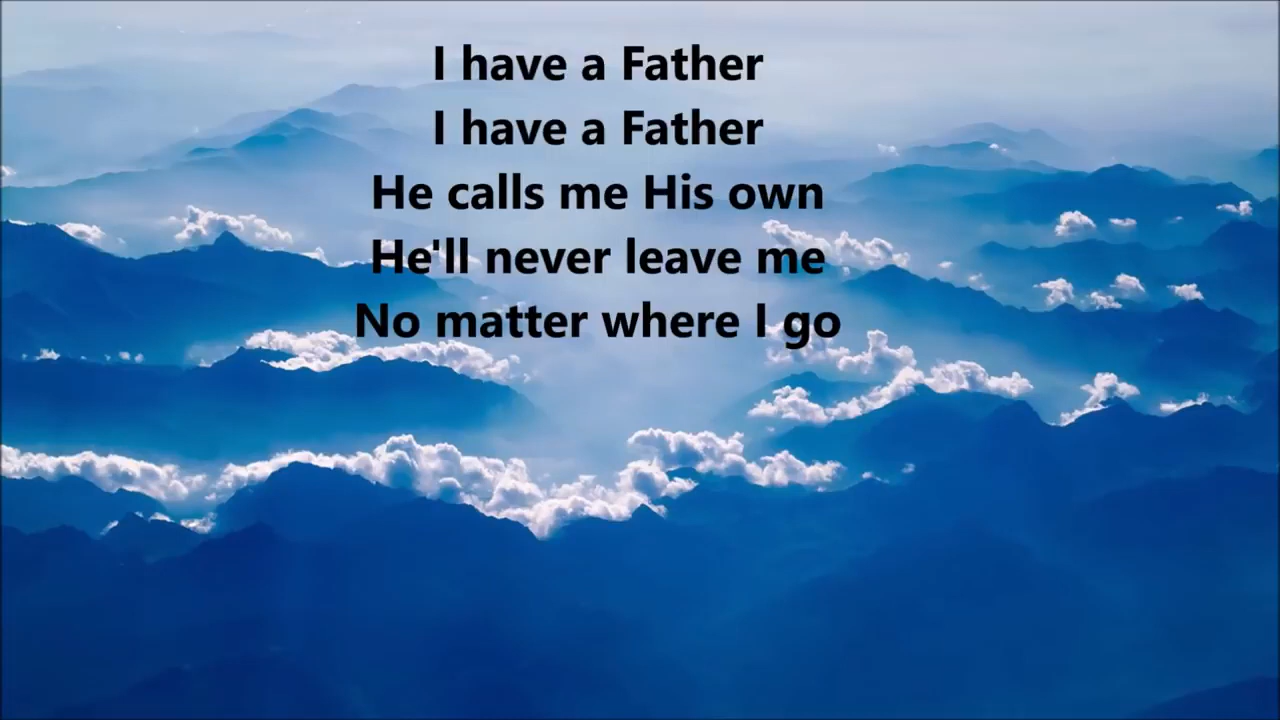 I have a Father
I have a Father
He calls me His own
He'll never leave me
No matter where I go